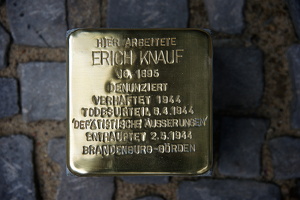 HIER ARBEITETE
ERICH KNAUF
JG. 1895
DENUNZIERT
VERHAFTET 1944
TODESURTEIL 6.4.1944
'DEFÄTISTISCHE ÄUSSERUNGEN'
ENTHAUPTET 2.5.1944
BRANDENBURG-GÖRDEN